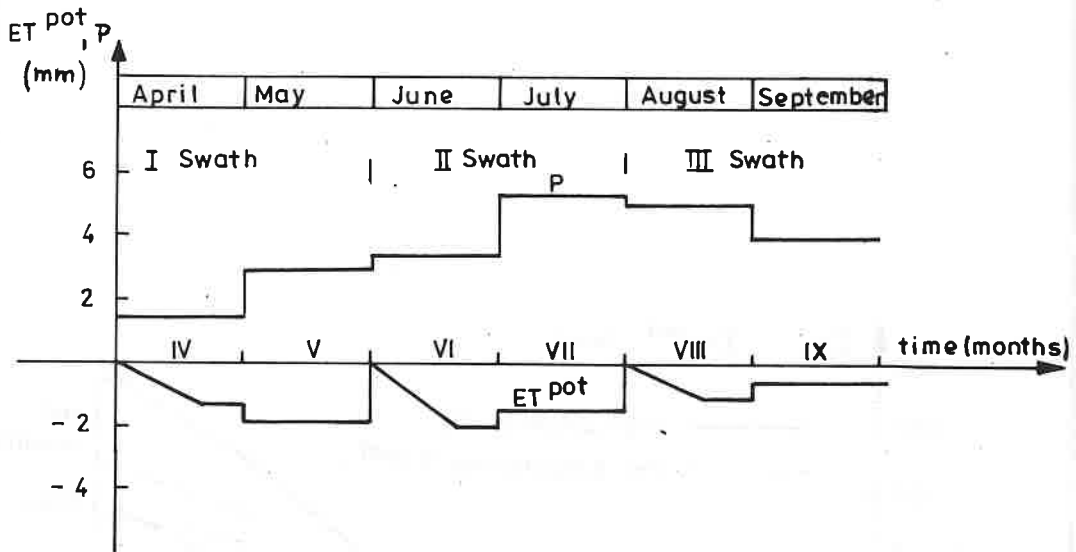 ET pot, P
(mm)
April May June July August September
I Swath II Swath III Swath
P
6
4
2
IV V VI VII VIII IX time (months)
ET pot
- 2
- 4